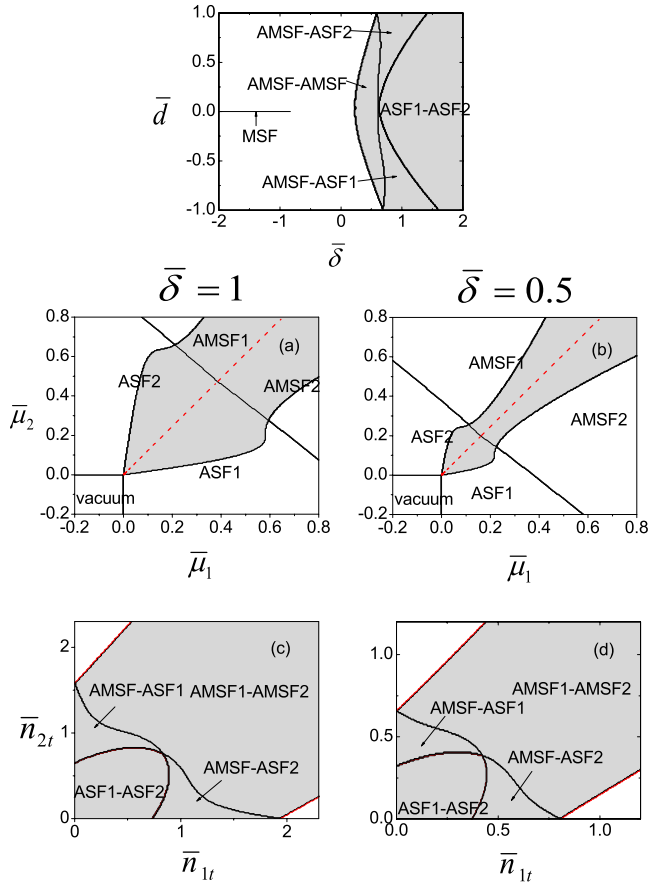 1.0
AMSF-ASF2
0.5
AMSF-AMSF
d̅
0.0
ASF1-ASF2
MSF
-0.5
AMSF-ASF1
-1.0
-2 -1 0 1 2
δ̅
δ̅ = 1
δ̅ = 0.5
0.8
AMSF1
(a)
0.6
ASF2
AMSF2
0.4
μ̅₂
0.2
ASF1
0.0
vacuum
-0.2
-0.2 0.0 0.2 0.4 0.6 0.8
μ̅₁
0.8
(b)
AMSF1
0.6
AMSF2
0.4
ASF2
0.2
ASF1
0.0
vacuum
-0.2
-0.2 0.0 0.2 0.4 0.6 0.8
μ̅₁
(c)
2
AMSF-ASF1 AMSF1-AMSF2
n̅₂ₜ
1
AMSF-ASF2
ASF1-ASF2
0
0 1 2
n̅₁ₜ
1.0
(d)
AMSF1-AMSF2
AMSF-ASF1
0.5
AMSF-ASF2
ASF1-ASF2
0.0
0.0 0.5 1.0
n̅₁ₜ